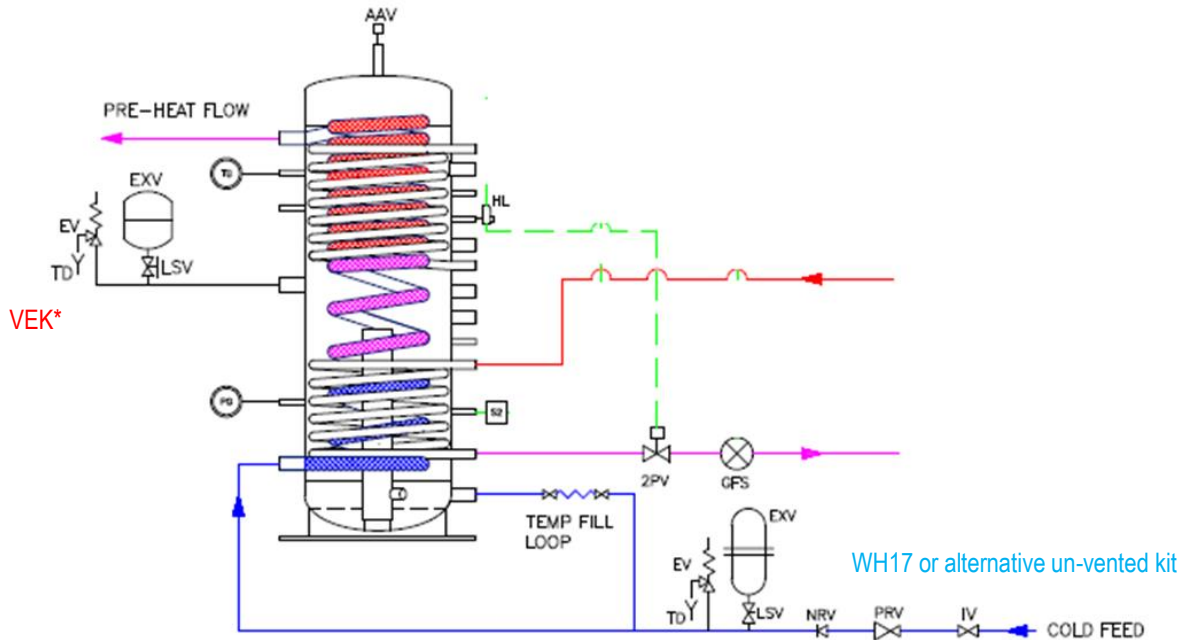 AAV
PRE-HEAT FLOW
TG
EXV
HL
EV
LSV
TD
VEK*
PG
S2
2PV
GFS
TEMP FILL
LOOP
EXV
EV
WH17 or alternative un-vented kit
TD
LSV
NRV
PRV
IV
COLD FEED